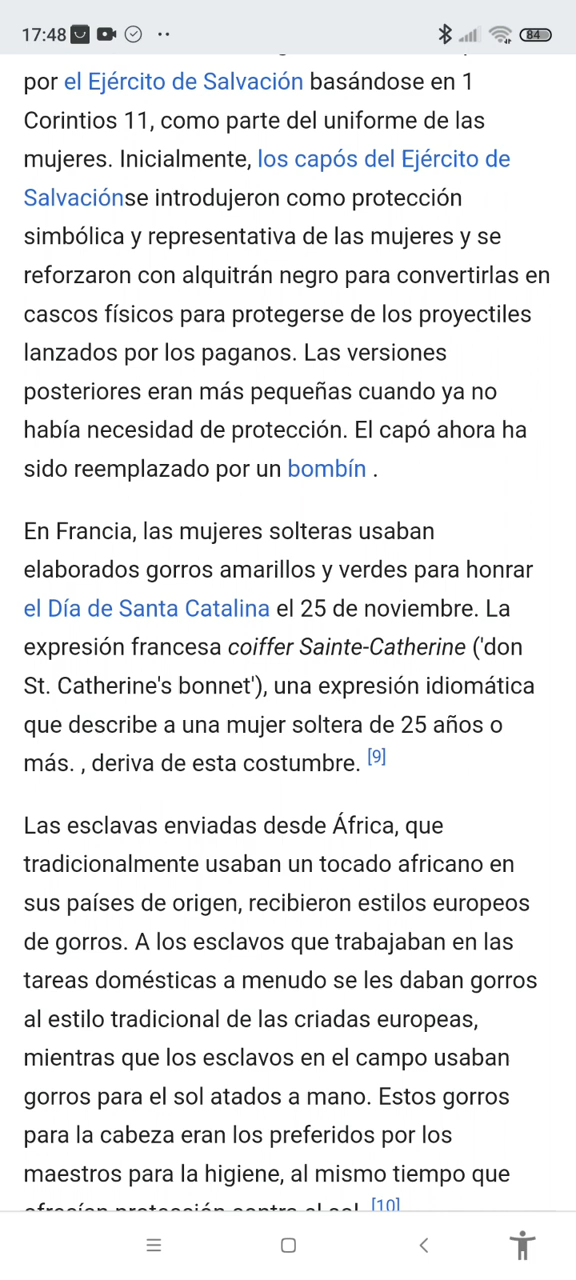 17:48
84
por el Ejército de Salvación basándose en 1
Corintios 11, como parte del uniforme de las
mujeres. Inicialmente, los capós del Ejército de
Salvaciónse introdujeron como protección
simbólica y representativa de las mujeres y se
reforzaron con alquitrán negro para convertirlas en
cascos físicos para protegerse de los proyectiles
lanzados por los paganos. Las versiones
posteriores eran más pequeñas cuando ya no
había necesidad de protección. El capó ahora ha
sido reemplazado por un bombín .
En Francia, las mujeres solteras usaban
elaborados gorros amarillos y verdes para honrar
el Día de Santa Catalina el 25 de noviembre. La
expresión francesa coiffer Sainte-Catherine ('don
St. Catherine's bonnet'), una expresión idiomática
que describe a una mujer soltera de 25 años o
más. , deriva de esta costumbre. [9]
Las esclavas enviadas desde África, que
tradicionalmente usaban un tocado africano en
sus países de origen, recibieron estilos europeos
de gorros. A los esclavos que trabajaban en las
tareas domésticas a menudo se les daban gorros
al estilo tradicional de las criadas europeas,
mientras que los esclavos en el campo usaban
gorros para el sol atados a mano. Estos gorros
para la cabeza eran los preferidos por los
maestros para la higiene, al mismo tiempo que
ofrecían protección contra el sol. [10]